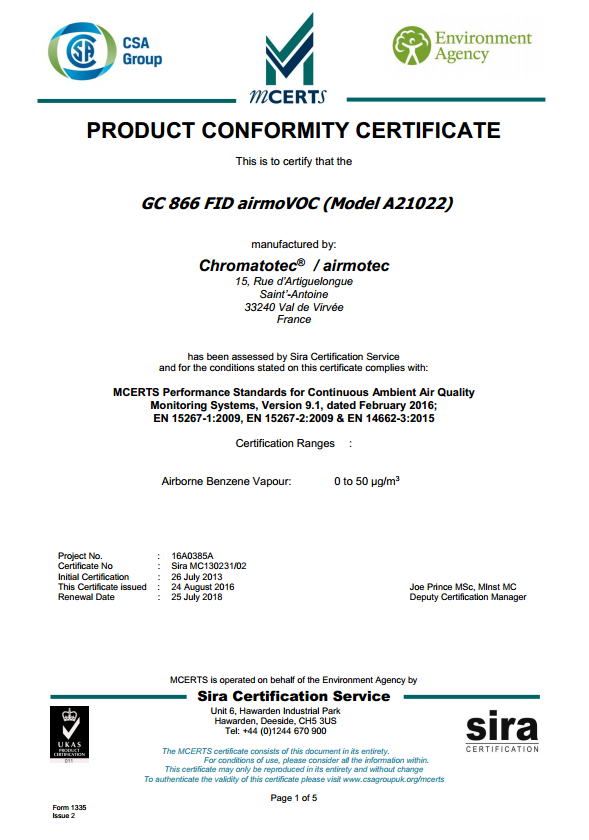 CSA
Group
mCERTs
Environment
Agency
PRODUCT CONFORMITY CERTIFICATE
This is to certify that the
GC 866 FID airmoVOC (Model A21022)
manufactured by:
Chromatotec® / airmotec
15, Rue d'Artiguelongue
Saint'-Antoine
33240 Val de Virvée
France
has been assessed by Sira Certification Service
and for the conditions stated on this certificate complies with:
MCERTS Performance Standards for Continuous Ambient Air Quality
Monitoring Systems, Version 9.1, dated February 2016;
EN 15267-1:2009, EN 15267-2:2009 & EN 14662-3:2015
Certification Ranges :
Airborne Benzene Vapour: 0 to 50 µg/m³
Project No. : 16A0385A
Certificate No : Sira MC130231/02
Initial Certification : 26 July 2013
This Certificate issued : 24 August 2016
Renewal Date : 25 July 2018
Joe Prince MSc, MInst MC
Deputy Certification Manager
MCERTS is operated on behalf of the Environment Agency by
Sira Certification Service
Unit 6, Hawarden Industrial Park
Hawarden, Deeside, CH5 3US
Tel: +44 (0)1244 670 900
UKAS
PRODUCT
CERTIFICATION
011
sira
CERTIFICATION
The MCERTS certificate consists of this document in its entirety.
For conditions of use, please consider all the information within.
This certificate may only be reproduced in its entirety and without change
To authenticate the validity of this certificate please visit www.csagroupuk.org/mcerts
Page 1 of 5
Form 1335
Issue 2